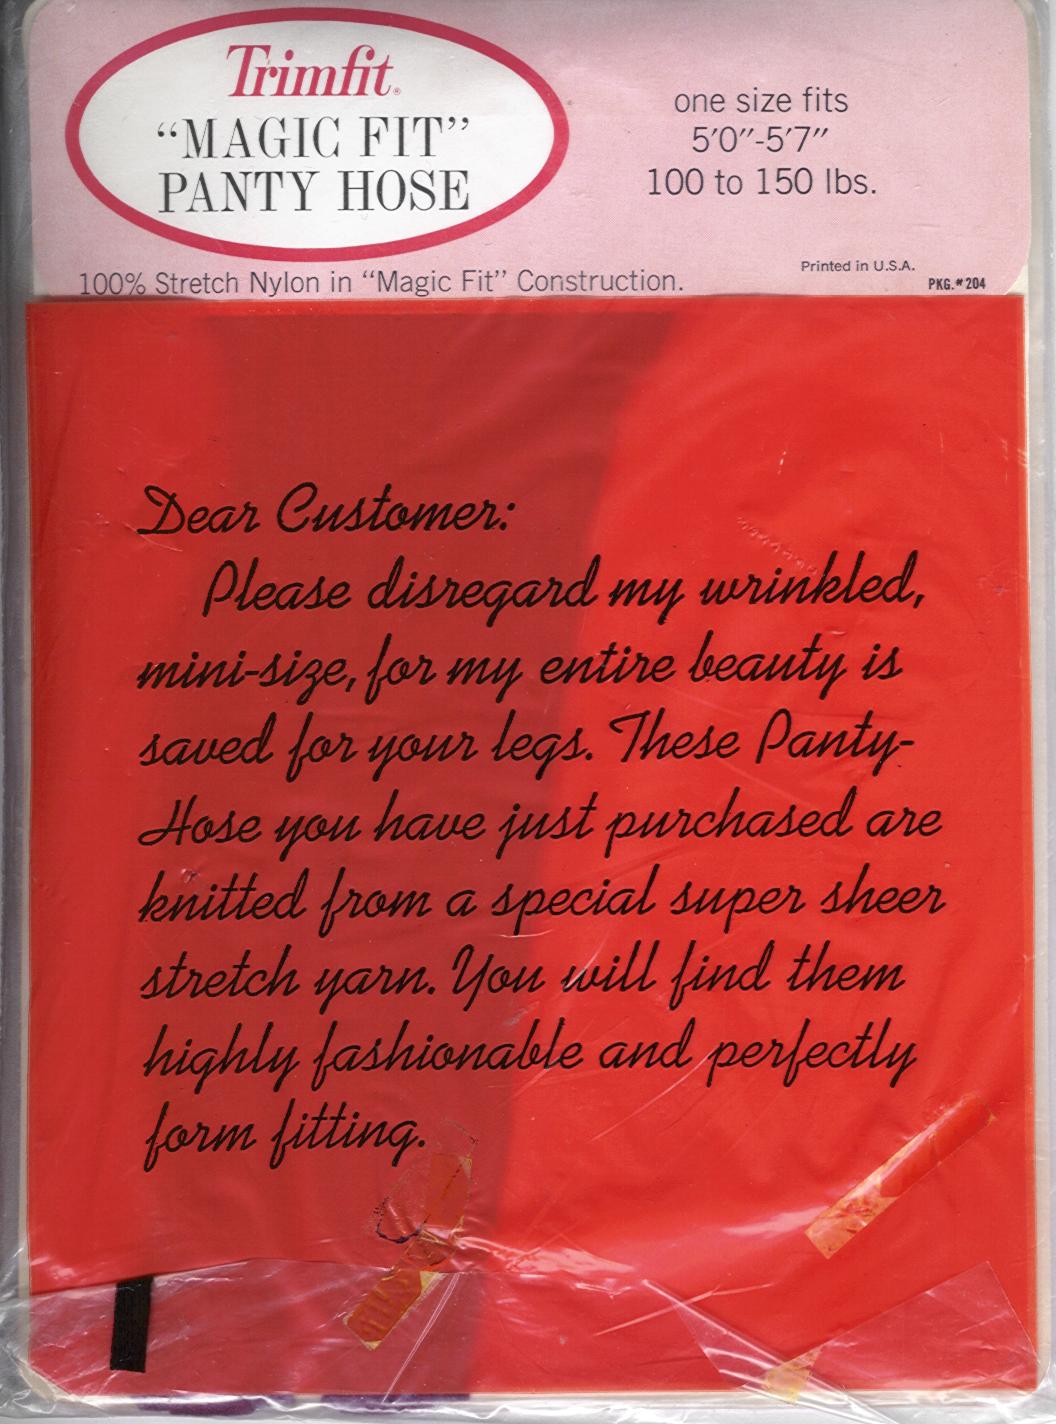 Trimfit®
“MAGIC FIT”
PANTY HOSE
one size fits
5′0″-5′7″
100 to 150 lbs.
100% Stretch Nylon in “Magic Fit” Construction.
Printed in U.S.A.
PKG.#204
Dear Customer:
Please disregard my wrinkled,
mini-size, for my entire beauty is
saved for your legs. These Panty-
Hose you have just purchased are
knitted from a special super sheer
stretch yarn. You will find them
highly fashionable and perfectly
form fitting.